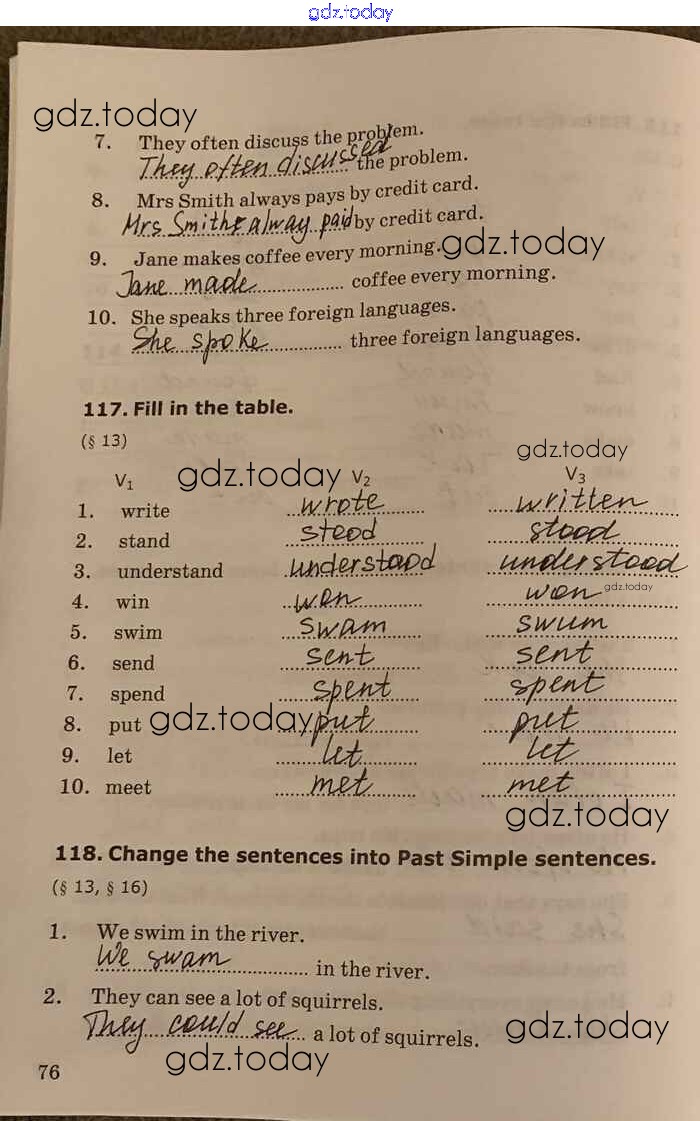 gdz.today
gdz.today
7. They often discuss the problem.
They often discussed the problem.
8. Mrs Smith always pays by credit card.
Mrs Smith alway paid by credit card.
9. Jane makes coffee every morning. gdz.today
Jane made coffee every morning.
10. She speaks three foreign languages.
She spoke three foreign languages.
117. Fill in the table.
(§ 13)
gdz.today
V1 gdz.today V2 V3
1. write wrote written
2. stand stood stood
3. understand understood understood
4. win won won gdz.today
5. swim swam swum
6. send sent sent
7. spend spent spent
8. put gdz.today put put
9. let let let
10. meet met met
gdz.today
118. Change the sentences into Past Simple sentences.
(§ 13, § 16)
1. We swim in the river.
We swam in the river.
2. They can see a lot of squirrels.
They could see a lot of squirrels. gdz.today
gdz.today
76